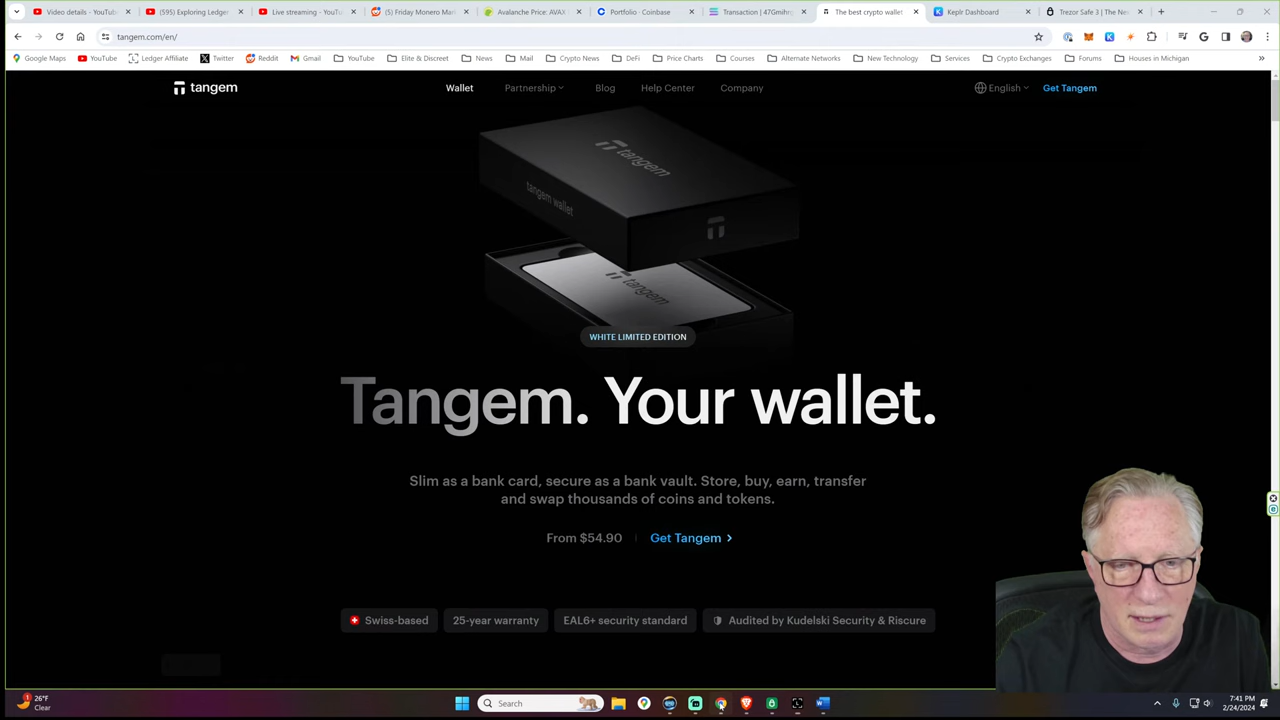 Video details - YouTube
(595) Exploring Ledger
Live streaming - YouTu
(5) Friday Monero Mark
Avalanche Price: AVAX
Portfolio - Coinbase
Transaction | 47Gmihr
The best crypto wallet
Keplr Dashboard
Trezor Safe 3 | The Ne
tangem.com/en/
Google Maps YouTube Ledger Affiliate Twitter Reddit Gmail YouTube Elite & Discreet News Mail Crypto News DeFi Price Charts Courses Alternate Networks New Technology Services Crypto Exchanges Forums Houses in Michigan
tangem Wallet Partnership Blog Help Center Company English Get Tangem
tangem
tangem wallet
tangem
WHITE LIMITED EDITION
Tangem. Your wallet.
Slim as a bank card, secure as a bank vault. Store, buy, earn, transfer
and swap thousands of coins and tokens.
From $54.90 Get Tangem
Swiss-based 25-year warranty EAL6+ security standard Audited by Kudelski Security & Riscure
1 26°F
Clear
Search
7:41 PM
2/24/2024